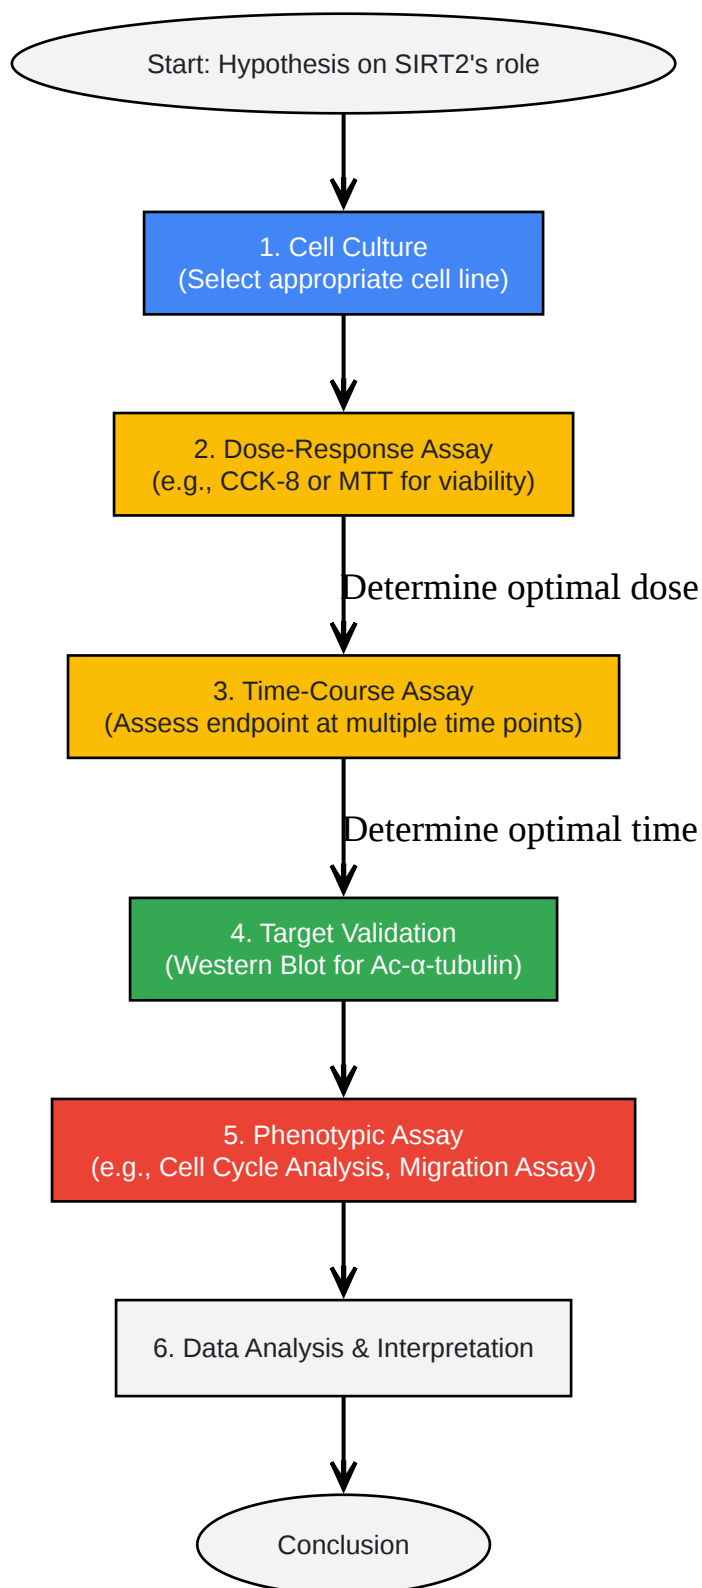 Start: Hypothesis on SIRT2's role
1. Cell Culture
(Select appropriate cell line)
2. Dose-Response Assay
(e.g., CCK-8 or MTT for viability)
Determine optimal dose
3. Time-Course Assay
(Assess endpoint at multiple time points)
Determine optimal time
4. Target Validation
(Western Blot for Ac-α-tubulin)
5. Phenotypic Assay
(e.g., Cell Cycle Analysis, Migration Assay)
6. Data Analysis & Interpretation
Conclusion